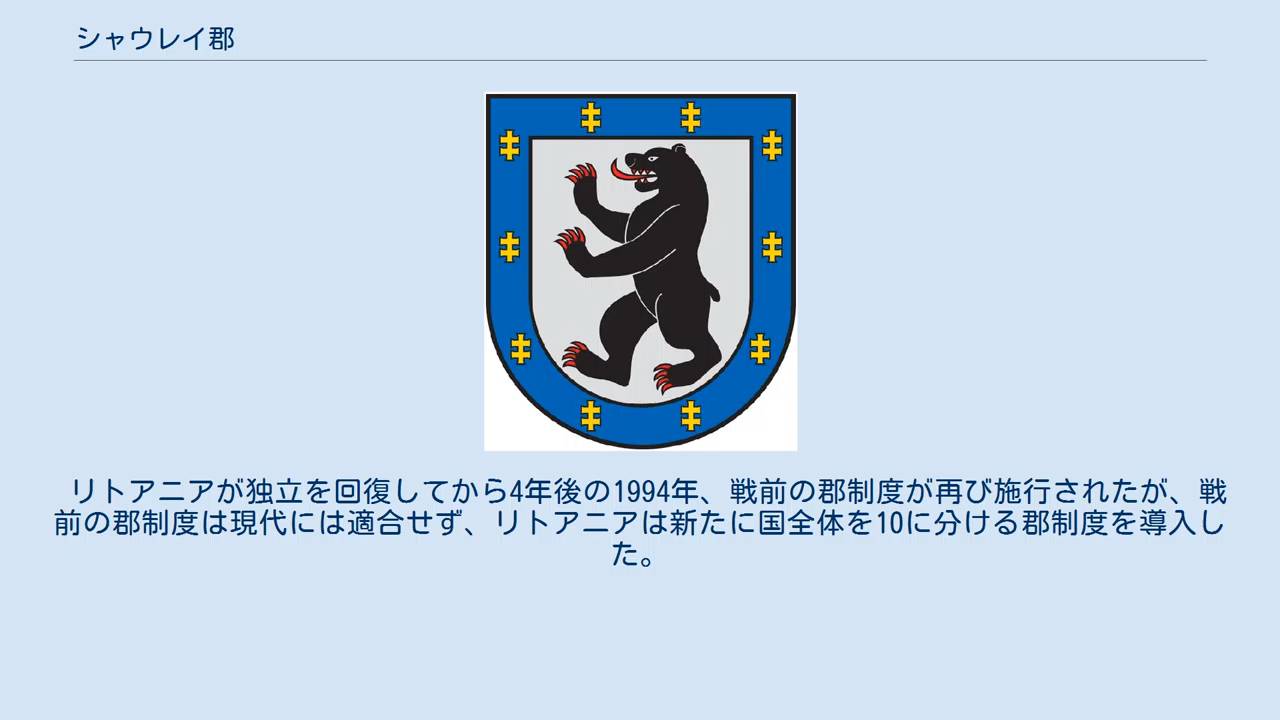 シャウレイ郡
リトアニアが独立を回復してから4年後の1994年、戦前の郡制度が再び施行されたが、戦
前の郡制度は現代には適合せず、リトアニアは新たに国全体を10に分ける郡制度を導入し
た。